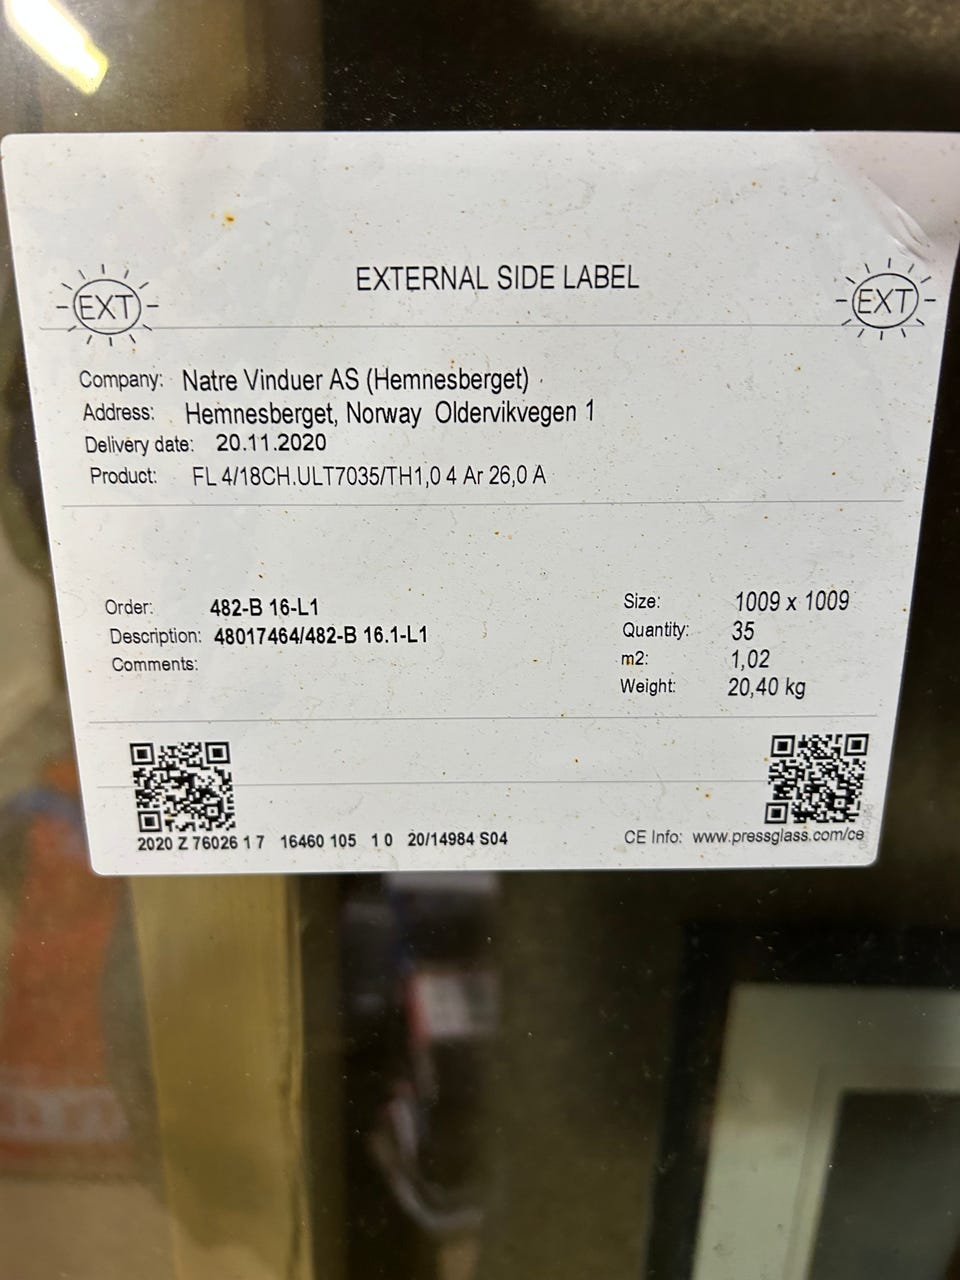 EXTERNAL SIDE LABEL
EXT
EXT
Company: Natre Vinduer AS (Hemnesberget)
Address: Hemnesberget, Norway Oldervikvegen 1
Delivery date: 20.11.2020
Product: FL 4/18CH.ULT7035/TH1,0 4 Ar 26,0 A
Order: 482-B 16-L1
Size: 1009 x 1009
Description: 48017464/482-B 16.1-L1
Quantity: 35
Comments:
m2: 1,02
Weight: 20,40 kg
2020 Z 76026 1 7 16460 105 1 0 20/14984 S04
CE Info: www.pressglass.com/ce